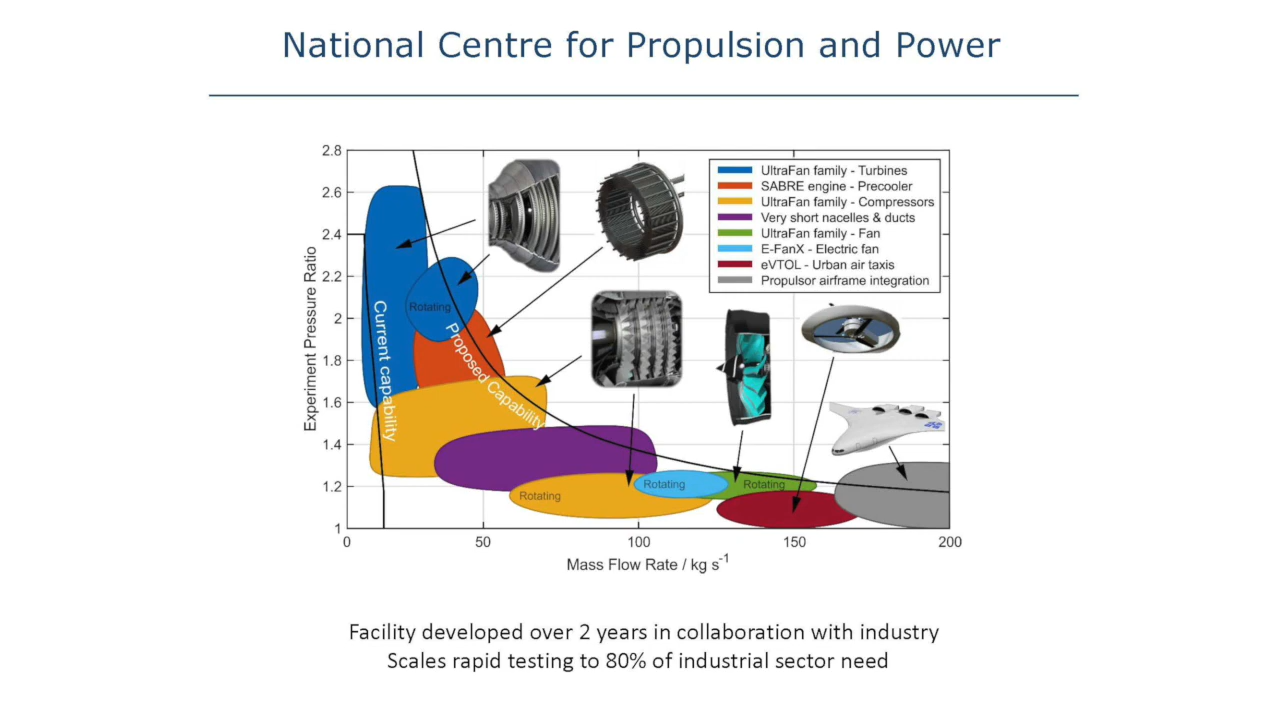 National Centre for Propulsion and Power
2.8
2.6
2.4
2.2
2
1.8
1.6
1.4
1.2
1
Experiment Pressure Ratio
0
50
100
150
200
Mass Flow Rate / kg s-1
UltraFan family - Turbines
SABRE engine - Precooler
UltraFan family - Compressors
Very short nacelles & ducts
UltraFan family - Fan
E-FanX - Electric fan
eVTOL - Urban air taxis
Propulsor airframe integration
Current capability
Proposed Capability
Rotating
Rotating
Rotating
Rotating
Facility developed over 2 years in collaboration with industry
Scales rapid testing to 80% of industrial sector need